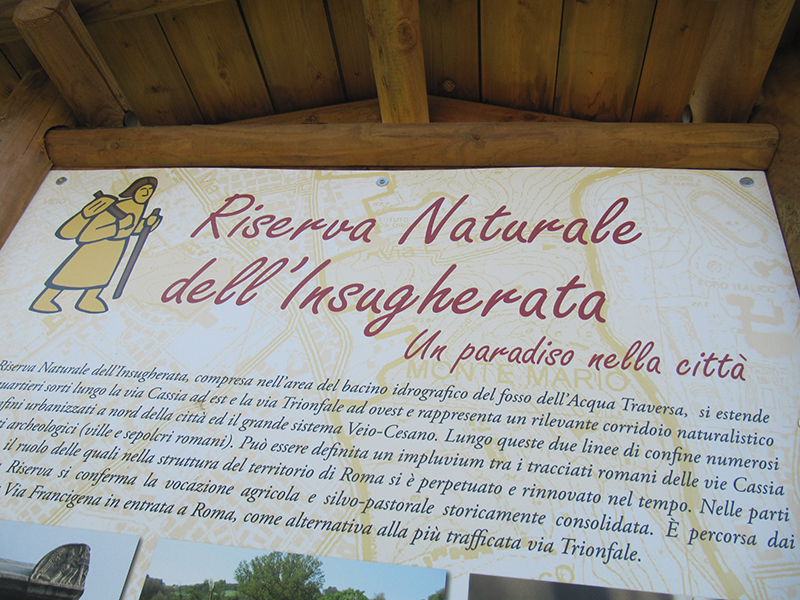 Riserva Naturale
dell'Insugherata
Un paradiso nella città
MONTE MARIO
Riserva Naturale dell'Insugherata, compresa nell'area del bacino idrografico del fosso dell'Acqua Traversa, si estende
quartieri sorti lungo la via Cassia ad est e la via Trionfale ad ovest e rappresenta un rilevante corridoio naturalistico
nfini urbanizzati a nord della città ed il grande sistema Veio-Cesano. Lungo queste due linee di confine numerosi
i archeologici (ville e sepolcri romani). Può essere definita un impluvium tra i tracciati romani delle vie Cassia
il ruolo delle quali nella struttura del territorio di Roma si è perpetuato e rinnovato nel tempo. Nelle parti
Riserva si conferma la vocazione agricola e silvo-pastorale storicamente consolidata. È percorsa dai
Via Francigena in entrata a Roma, come alternativa alla più trafficata via Trionfale.